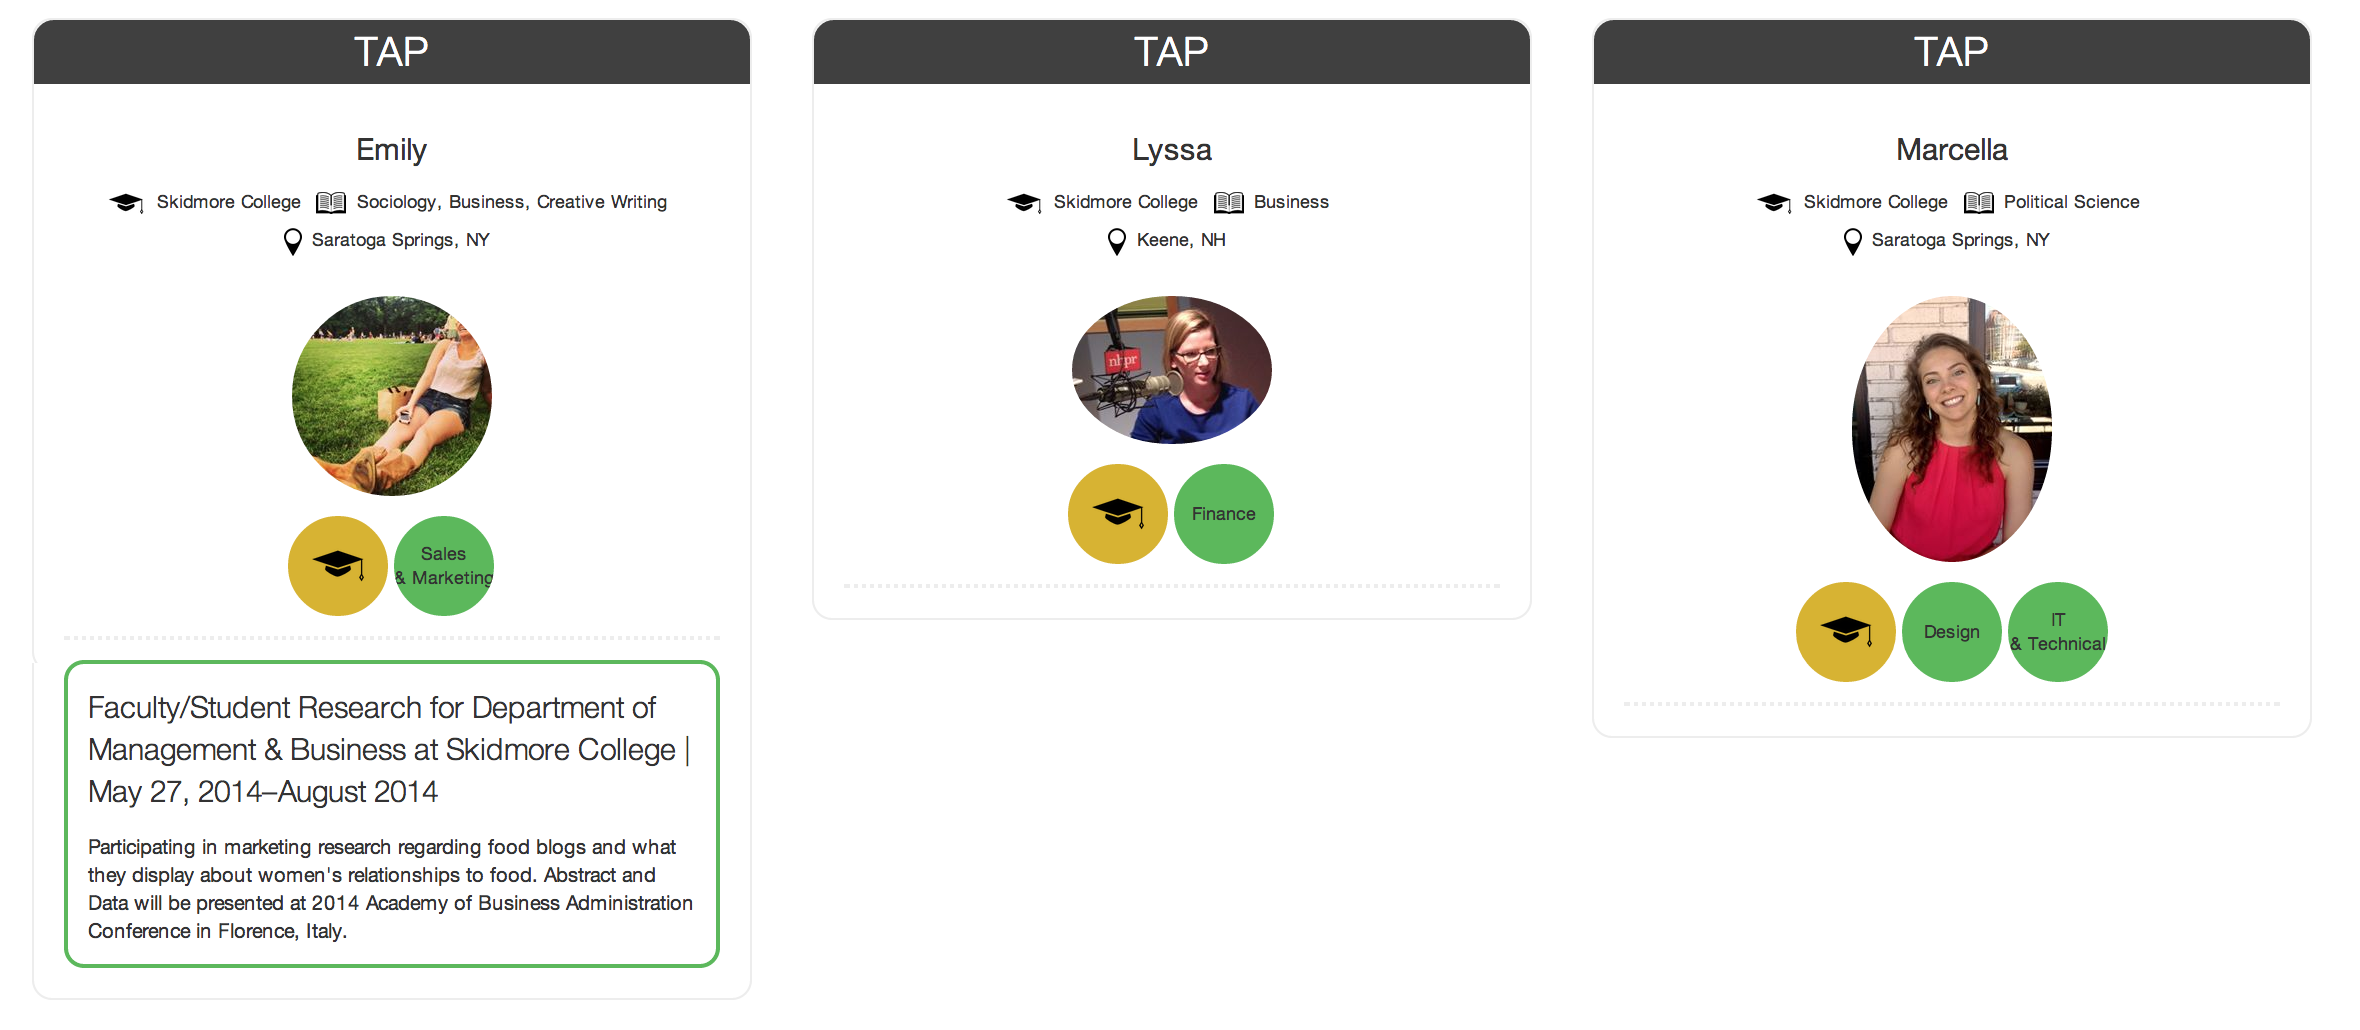 TAP
Emily
Skidmore College Sociology, Business, Creative Writing
Saratoga Springs, NY
Sales
& Marketing
Faculty/Student Research for Department of
Management & Business at Skidmore College |
May 27, 2014–August 2014
Participating in marketing research regarding food blogs and what
they display about women's relationships to food. Abstract and
Data will be presented at 2014 Academy of Business Administration
Conference in Florence, Italy.
TAP
Lyssa
Skidmore College Business
Keene, NH
nhpr
Finance
TAP
Marcella
Skidmore College Political Science
Saratoga Springs, NY
Design
IT
& Technical